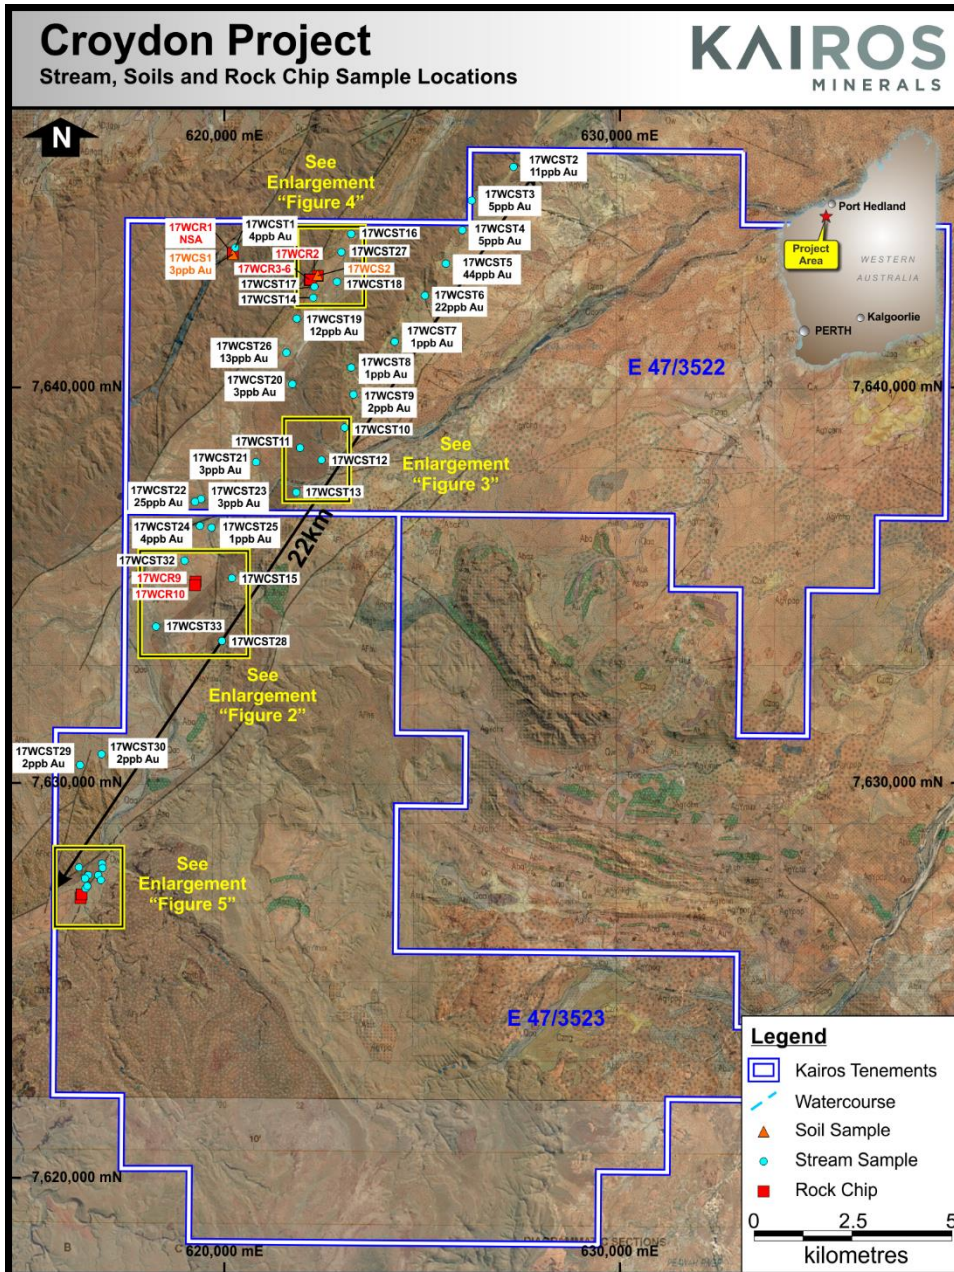 Croydon Project
Stream, Soils and Rock Chip Sample Locations
KAIROS
MINERALS
N
620,000 mE
630,000 mE
See
Enlargement
"Figure 4"
17WCST2
11ppb Au
17WCST3
5ppb Au
17WCR1
NSA
17WCST1
4ppb Au
17WCST16
17WCST4
5ppb Au
17WCS1
3ppb Au
17WCR2
17WCST27
17WCST5
44ppb Au
17WCR3-6
17WCS2
17WCST17
17WCST18
17WCST14
17WCST6
22ppb Au
17WCST19
12ppb Au
17WCST7
1ppb Au
17WCST26
13ppb Au
17WCST8
1ppb Au
17WCST20
3ppb Au
17WCST9
2ppb Au
7,640,000 mN
7,640,000 mN
E 47/3522
Port Hedland
Project
Area
WESTERN
AUSTRALIA
Kalgoorlie
PERTH
17WCST10
17WCST11
17WCST12
17WCST21
3ppb Au
See
Enlargement
"Figure 3"
17WCST13
17WCST22
25ppb Au
17WCST23
3ppb Au
17WCST24
4ppb Au
17WCST25
1ppb Au
22km
17WCST32
17WCR9
17WCR10
17WCST15
17WCST33
17WCST28
See
Enlargement
"Figure 2"
17WCST29
2ppb Au
17WCST30
2ppb Au
7,630,000 mN
7,630,000 mN
See
Enlargement
"Figure 5"
E 47/3523
Legend
Kairos Tenements
Watercourse
Soil Sample
Stream Sample
Rock Chip
0 2.5 5
kilometres
7,620,000 mN
10'
B
C
620,000 mE
630,000 mE
DIAGRAMMATIC SECTIONS